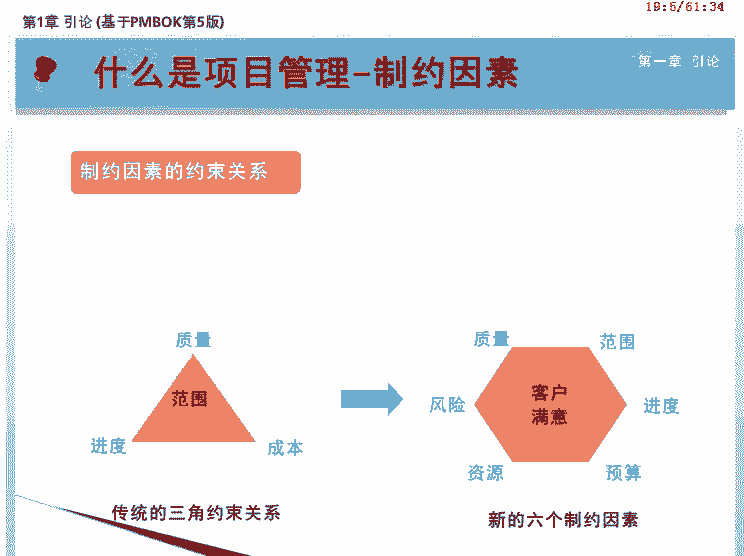 19:5/61:34
第1章 引论 (基于PMBOK第5版)
什么是项目管理–制约因素
第一章 引论
制约因素的约束关系
质量
范围
进度
成本
传统的三角约束关系
质量
范围
风险
客户
满意
进度
资源
预算
新的六个制约因素